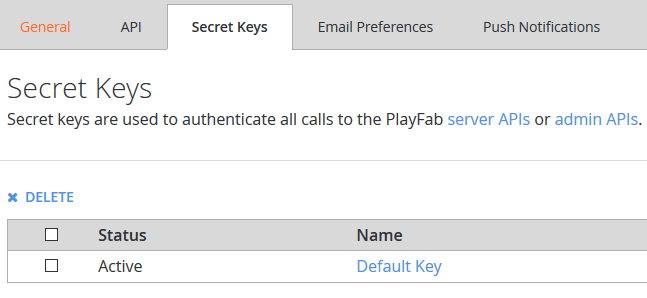 General API Secret Keys Email Preferences Push Notifications
Secret Keys
Secret keys are used to authenticate all calls to the PlayFab server APIs or admin APIs.
DELETE
Status Name
Active Default Key